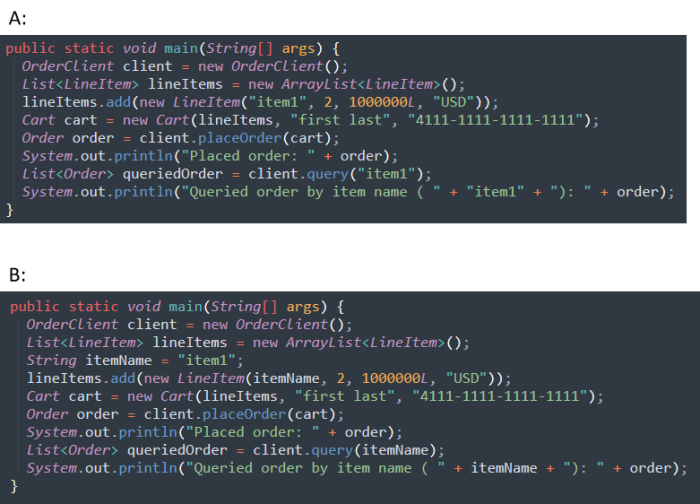 A:
public static void main(String[] args) {
OrderClient client = new OrderClient();
List<LineItem> lineItems = new ArrayList<LineItem>();
lineItems.add(new LineItem("item1", 2, 1000000L, "USD"));
Cart cart = new Cart(lineItems, "first last", "4111-1111-1111-1111");
Order order = client.placeOrder(cart);
System.out.println("Placed order: " + order);
List<Order> queriedOrder = client.query("item1");
System.out.println("Queried order by item name ( " + "item1" + "): " + order);
}
B:
public static void main(String[] args) {
OrderClient client = new OrderClient();
List<LineItem> lineItems = new ArrayList<LineItem>();
String itemName = "item1";
lineItems.add(new LineItem(itemName, 2, 1000000L, "USD"));
Cart cart = new Cart(lineItems, "first last", "4111-1111-1111-1111");
Order order = client.placeOrder(cart);
System.out.println("Placed order: " + order);
List<Order> queriedOrder = client.query(itemName);
System.out.println("Queried order by item name ( " + itemName + "): " + order);
}